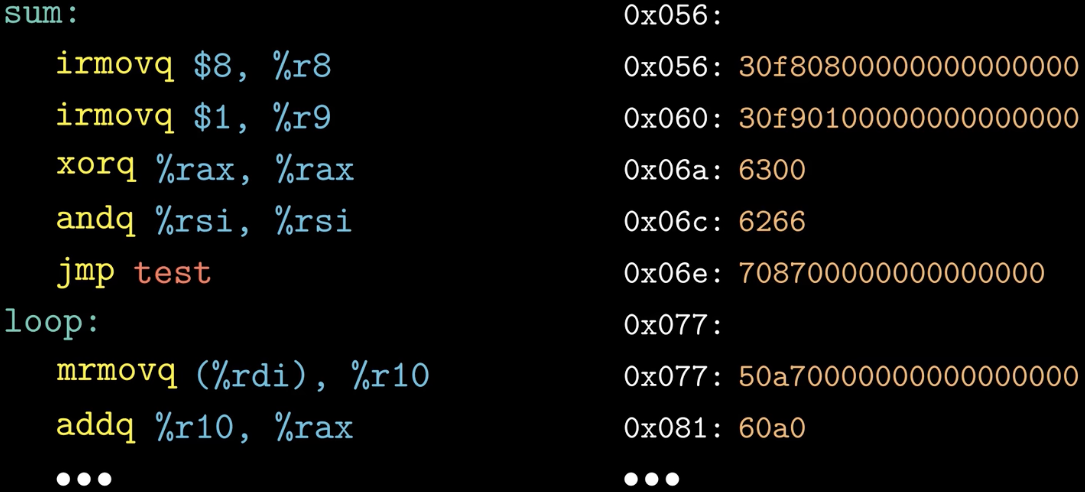 sum: 0x056:
irmovq $8, %r8 0x056: 30f80800000000000000
irmovq $1, %r9 0x060: 30f90100000000000000
xorq %rax, %rax 0x06a: 6300
andq %rsi, %rsi 0x06c: 6266
jmp test 0x06e: 708700000000000000
loop: 0x077:
mrmovq (%rdi), %r10 0x077: 50a70000000000000000
addq %r10, %rax 0x081: 60a0
••• •••